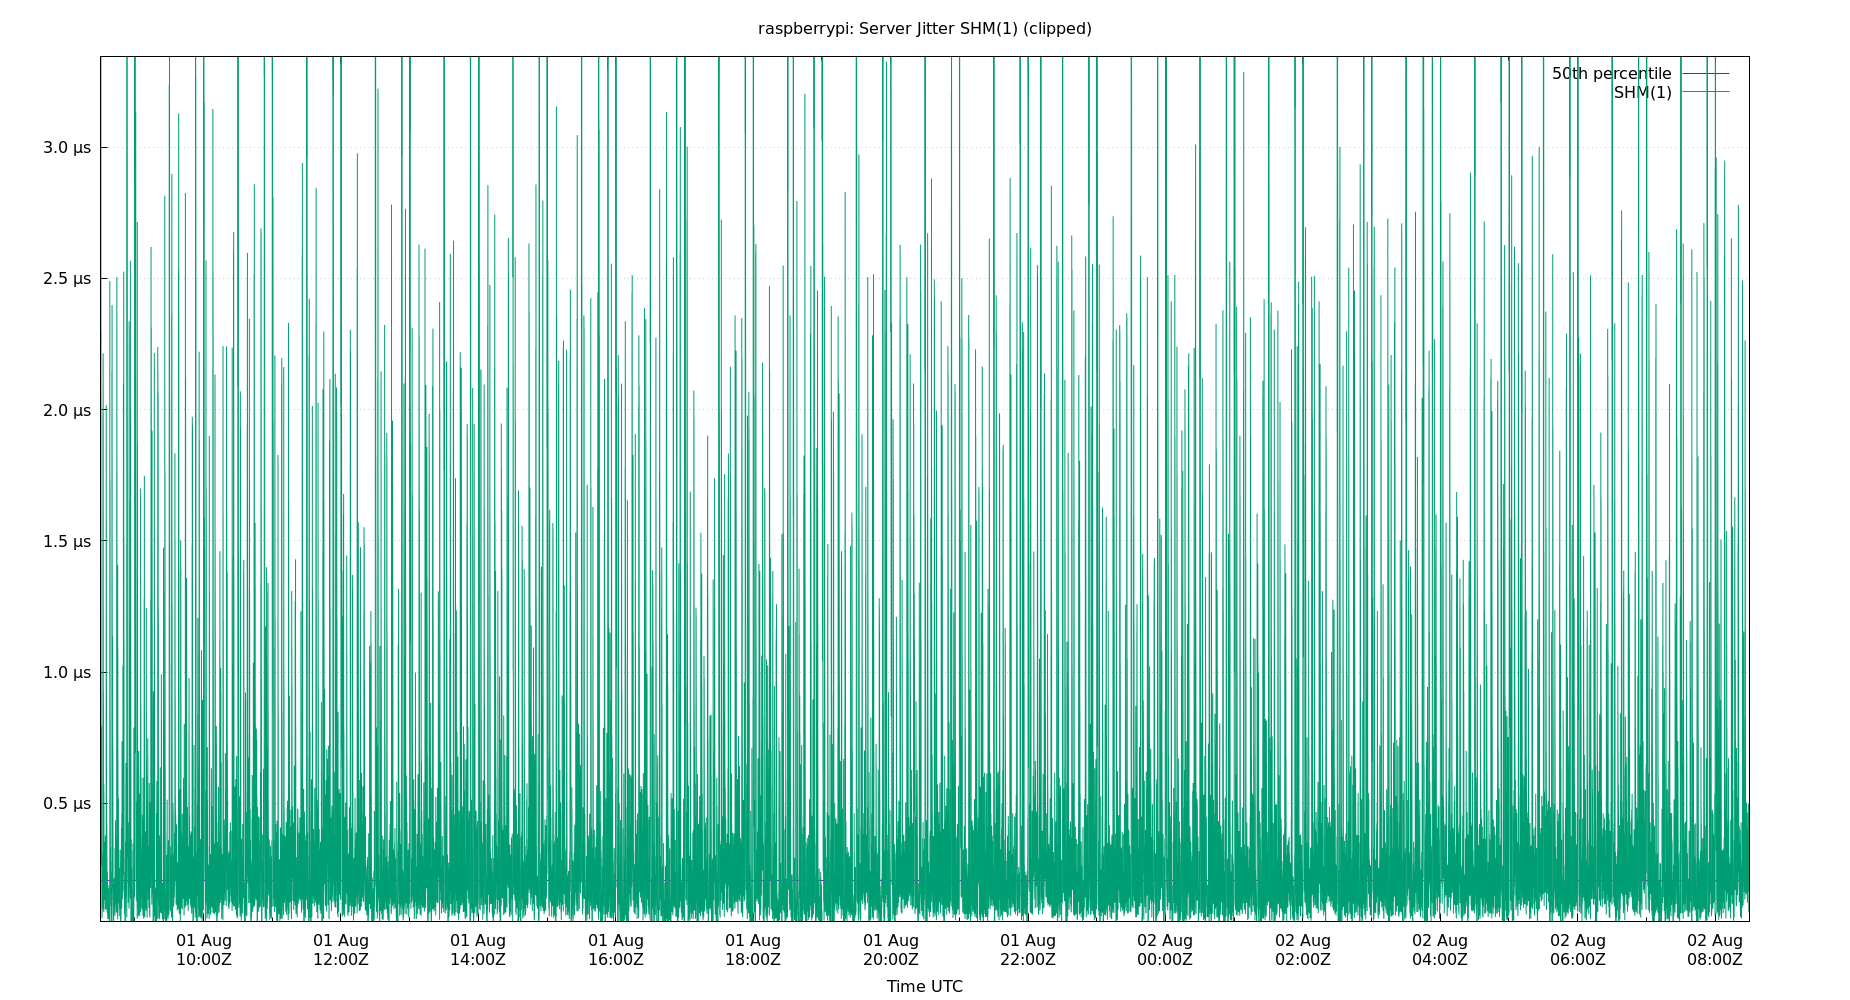 raspberrypi: Server Jitter SHM(1) (clipped)
50th percentile
SHM(1)
3.0 µs
2.5 µs
2.0 µs
1.5 µs
1.0 µs
0.5 µs
01 Aug 01 Aug 01 Aug 01 Aug 01 Aug 01 Aug 01 Aug 02 Aug 02 Aug 02 Aug 02 Aug 02 Aug
10:00Z 12:00Z 14:00Z 16:00Z 18:00Z 20:00Z 22:00Z 00:00Z 02:00Z 04:00Z 06:00Z 08:00Z
Time UTC